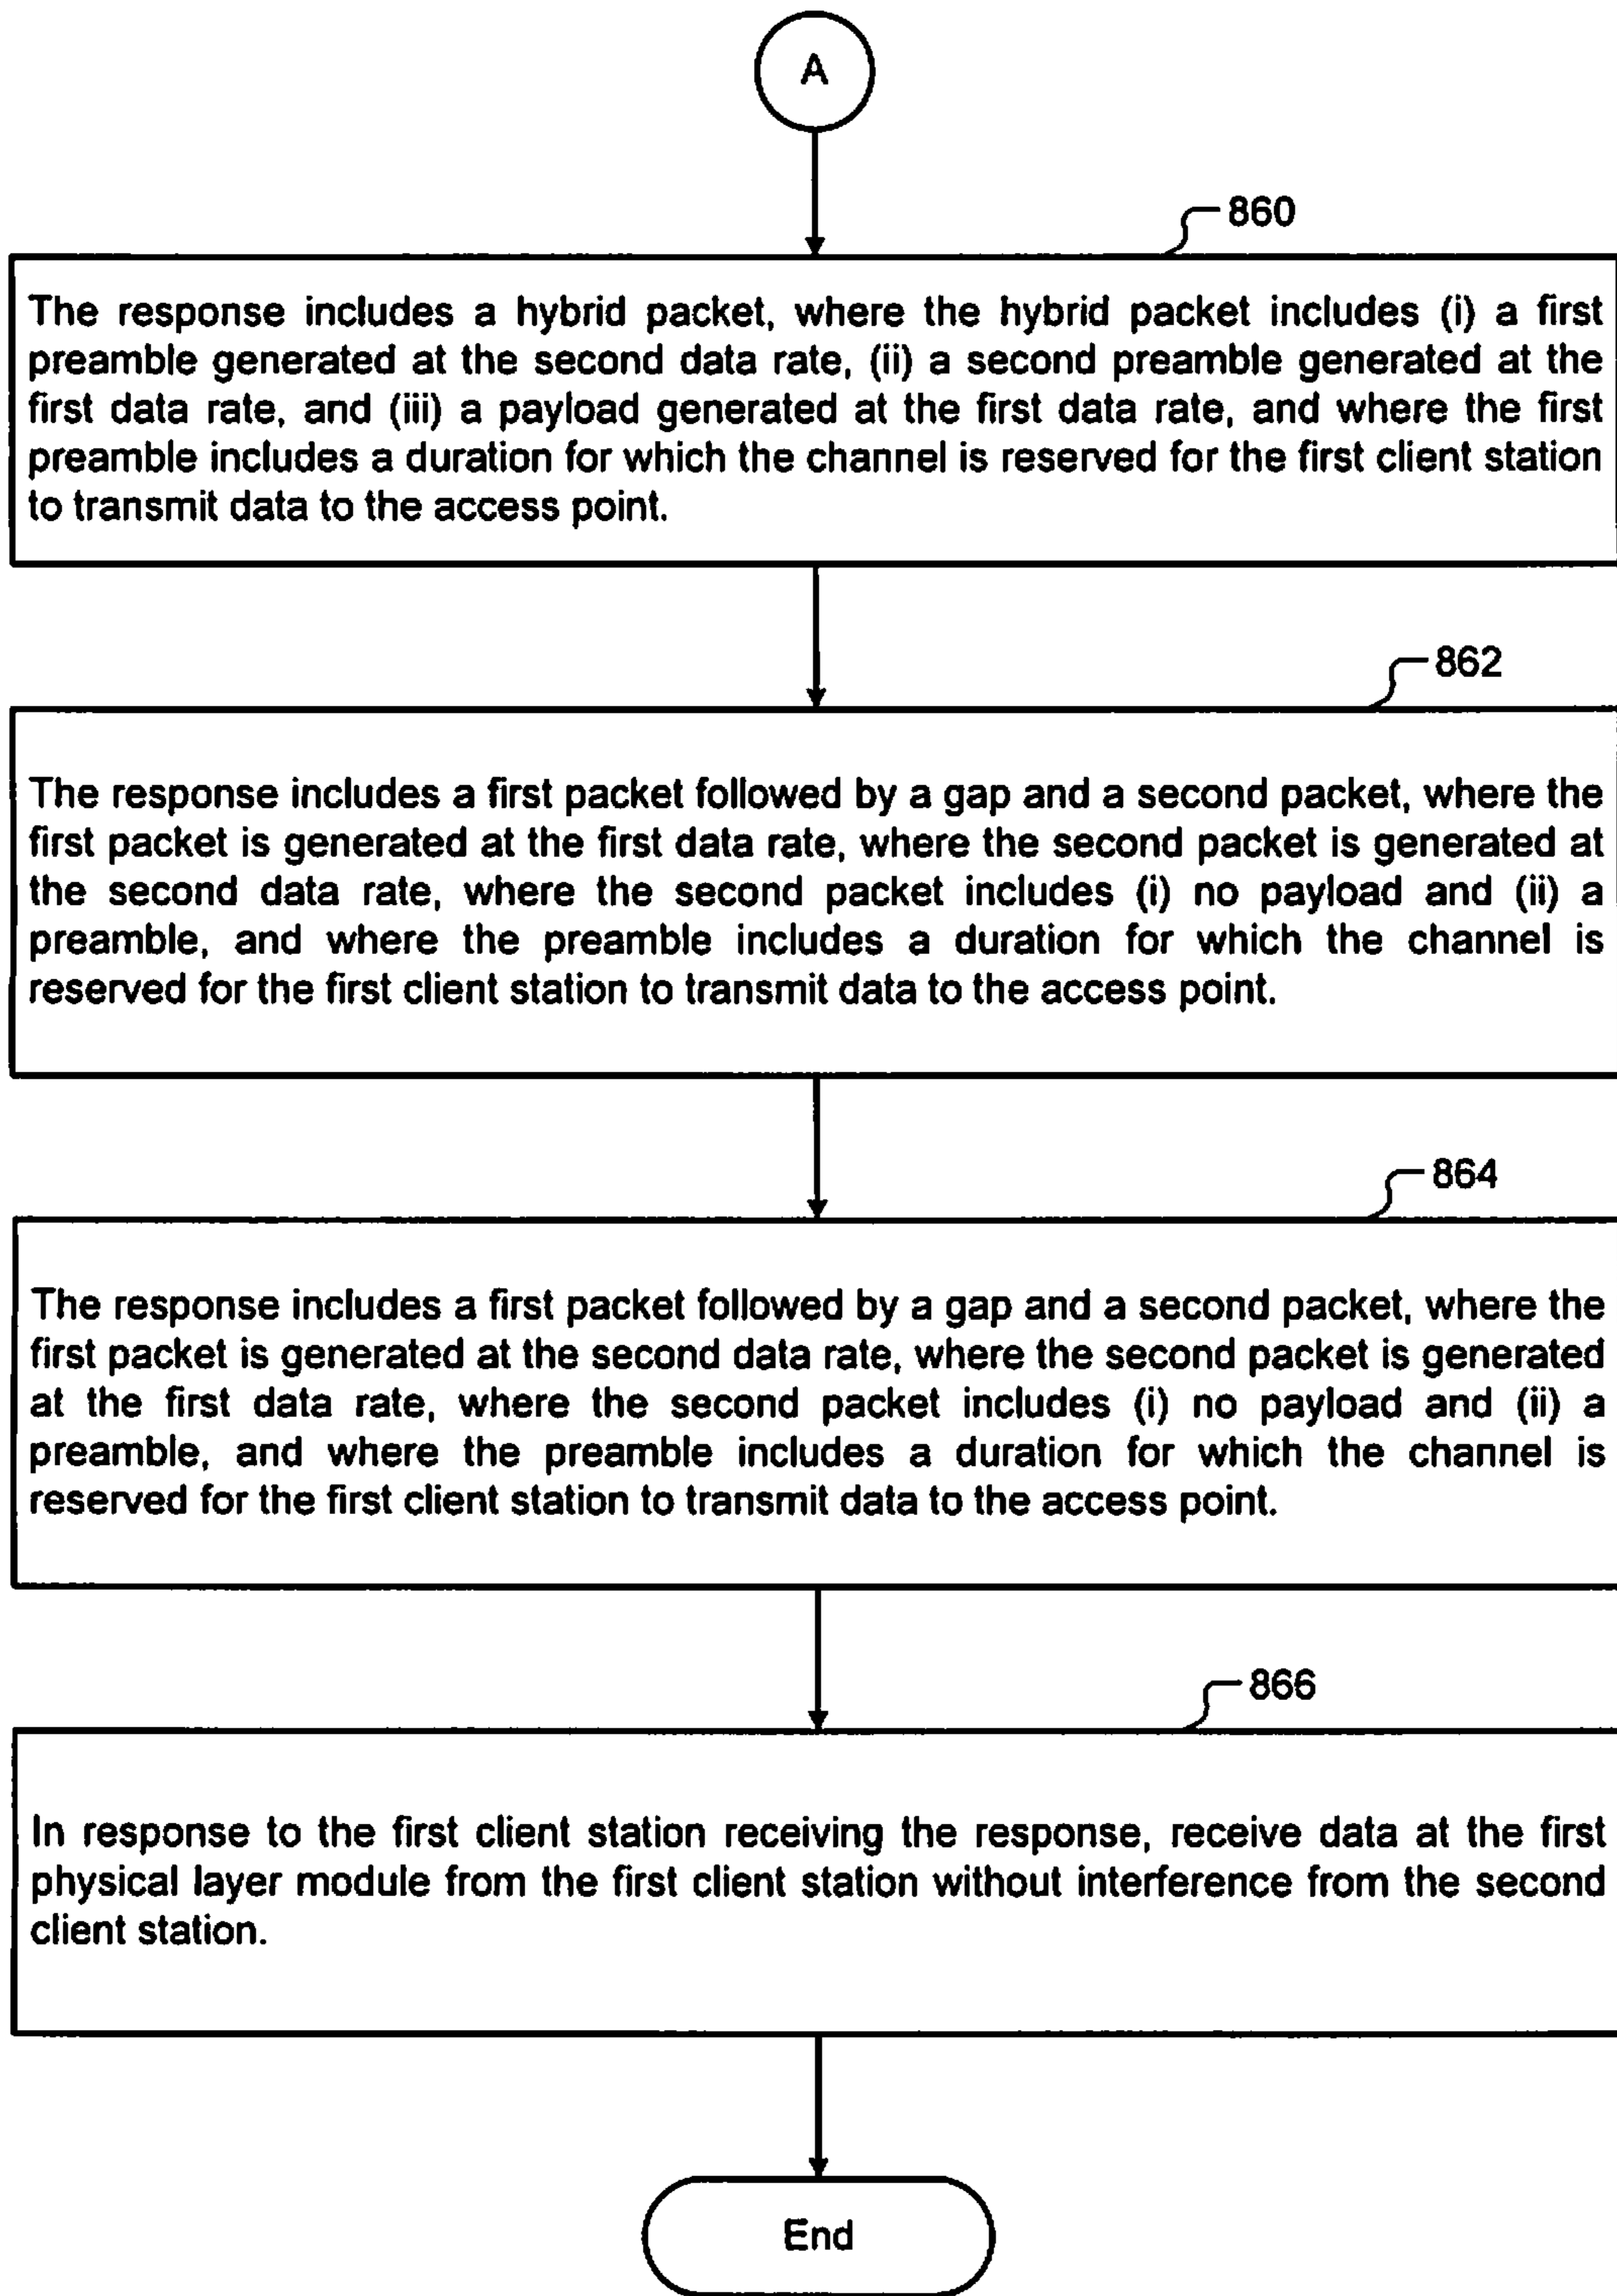 A
860
The response includes a hybrid packet, where the hybrid packet includes (i) a first
preamble generated at the second data rate, (ii) a second preamble generated at the
first data rate, and (iii) a payload generated at the first data rate, and where the first
preamble includes a duration for which the channel is reserved for the first client station
to transmit data to the access point.
862
The response includes a first packet followed by a gap and a second packet, where the
first packet is generated at the first data rate, where the second packet is generated at
the second data rate, where the second packet includes (i) no payload and (ii) a
preamble, and where the preamble includes a duration for which the channel is
reserved for the first client station to transmit data to the access point.
864
The response includes a first packet followed by a gap and a second packet, where the
first packet is generated at the second data rate, where the second packet is generated
at the first data rate, where the second packet includes (i) no payload and (ii) a
preamble, and where the preamble includes a duration for which the channel is
reserved for the first client station to transmit data to the access point.
866
In response to the first client station receiving the response, receive data at the first
physical layer module from the first client station without interference from the second
client station.
End